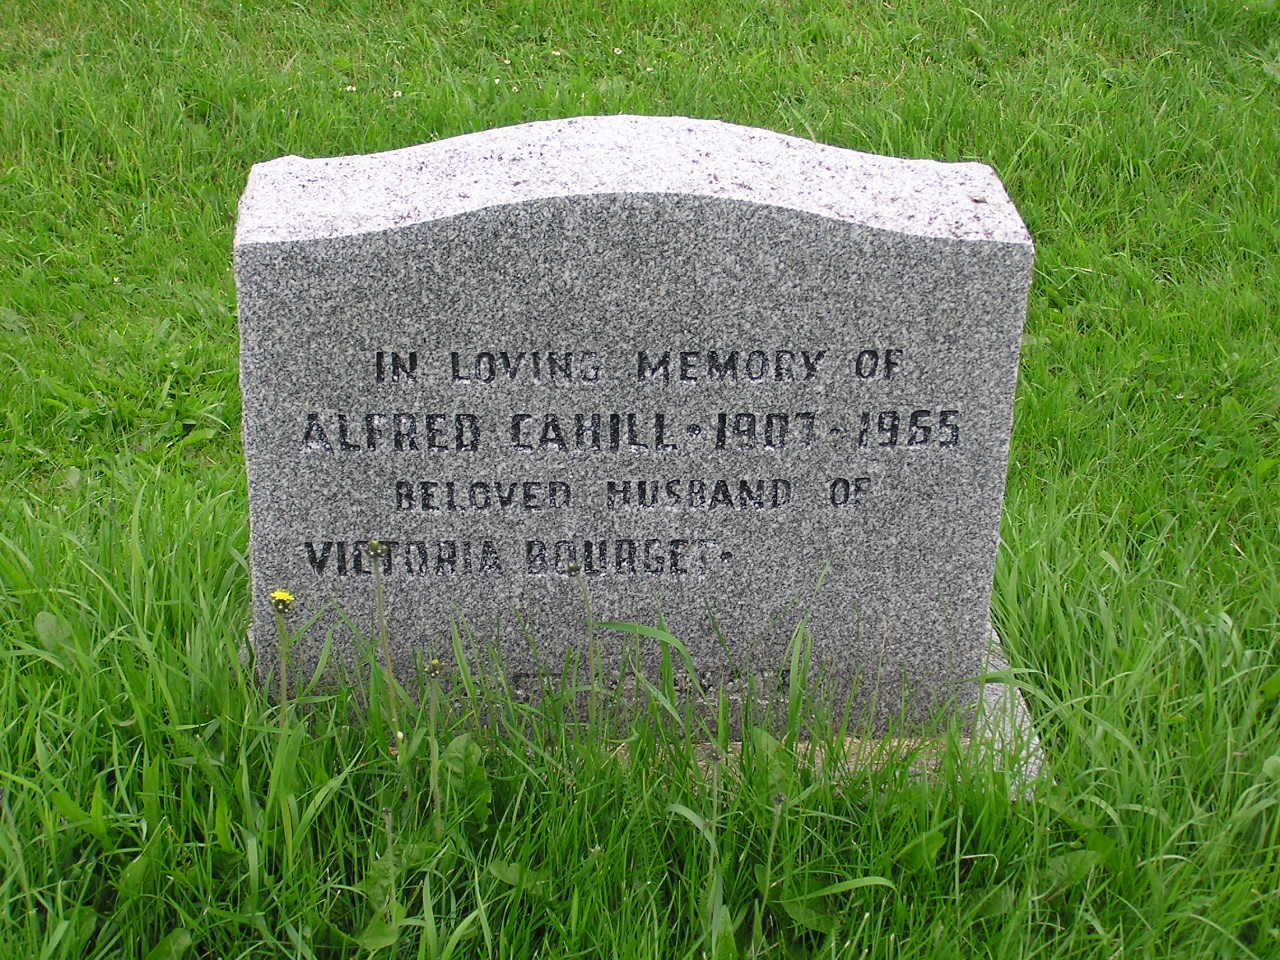 IN LOVING MEMORY OF
ALFRED CAHILL • 1907 - 1965
BELOVED HUSBAND OF
VICTORIA BOURGET •